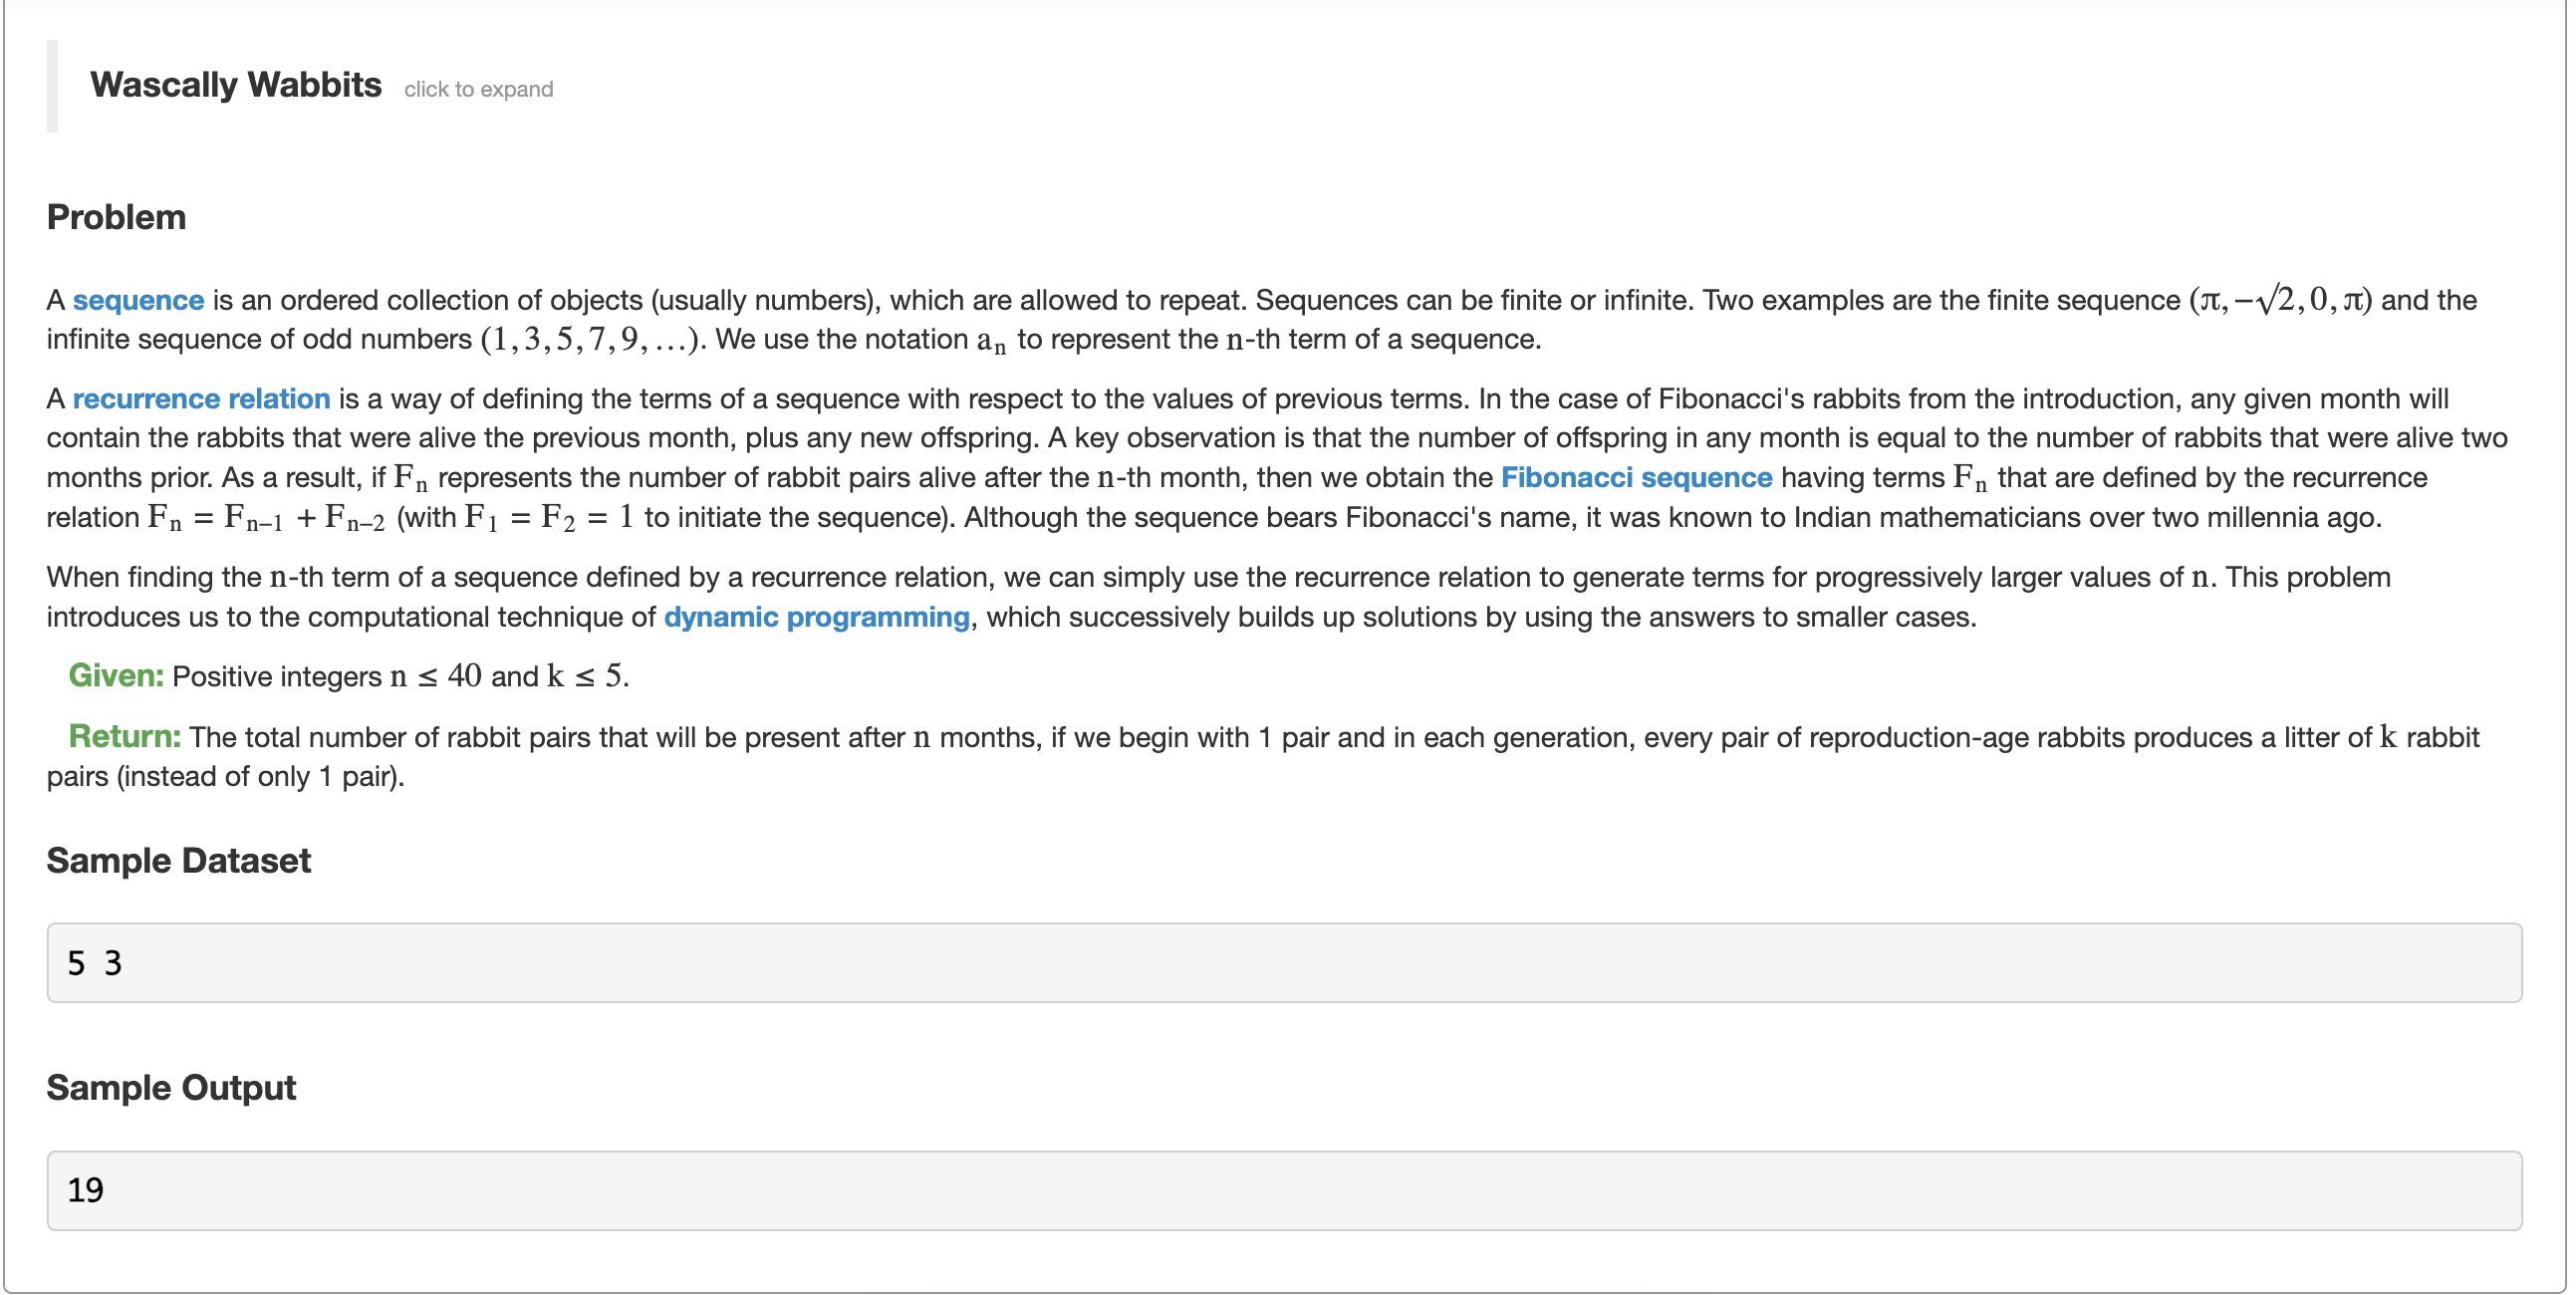 Wascally Wabbits click to expand
Problem
A sequence is an ordered collection of objects (usually numbers), which are allowed to repeat. Sequences can be finite or infinite. Two examples are the finite sequence (π, −√2, 0, π) and the
infinite sequence of odd numbers (1, 3, 5, 7, 9, …). We use the notation aₙ to represent the n-th term of a sequence.
A recurrence relation is a way of defining the terms of a sequence with respect to the values of previous terms. In the case of Fibonacci's rabbits from the introduction, any given month will
contain the rabbits that were alive the previous month, plus any new offspring. A key observation is that the number of offspring in any month is equal to the number of rabbits that were alive two
months prior. As a result, if Fₙ represents the number of rabbit pairs alive after the n-th month, then we obtain the Fibonacci sequence having terms Fₙ that are defined by the recurrence
relation Fₙ = Fₙ₋₁ + Fₙ₋₂ (with F₁ = F₂ = 1 to initiate the sequence). Although the sequence bears Fibonacci's name, it was known to Indian mathematicians over two millennia ago.
When finding the n-th term of a sequence defined by a recurrence relation, we can simply use the recurrence relation to generate terms for progressively larger values of n. This problem
introduces us to the computational technique of dynamic programming, which successively builds up solutions by using the answers to smaller cases.
Given: Positive integers n ≤ 40 and k ≤ 5.
Return: The total number of rabbit pairs that will be present after n months, if we begin with 1 pair and in each generation, every pair of reproduction-age rabbits produces a litter of k rabbit
pairs (instead of only 1 pair).
Sample Dataset
5 3
Sample Output
19